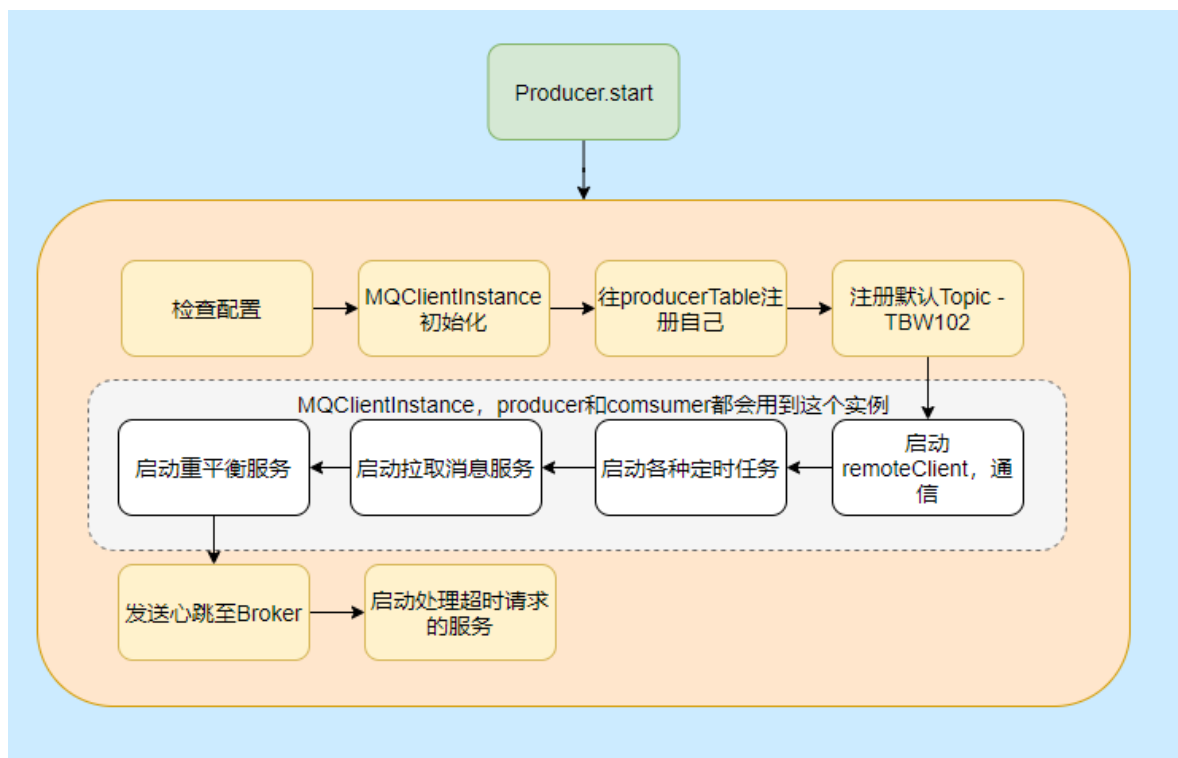 Producer.start
检查配置
MQClientInstance
初始化
往producerTable注
册自己
注册默认Topic -
TBW102
MQClientInstance，producer和comsumer都会用到这个实例
启动
remoteClient，通
信
启动各种定时任务
启动拉取消息服务
启动重平衡服务
发送心跳至Broker
启动处理超时请求
的服务